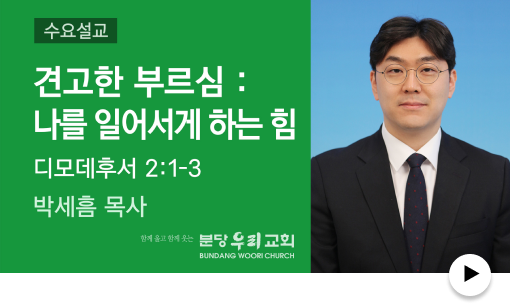 수요설교
견고한 부르심 :
나를 일어서게 하는 힘
디모데후서 2:1-3
박세흠 목사
함께 울고 함께 웃는 분당우리교회
BUNDANG WOORI CHURCH